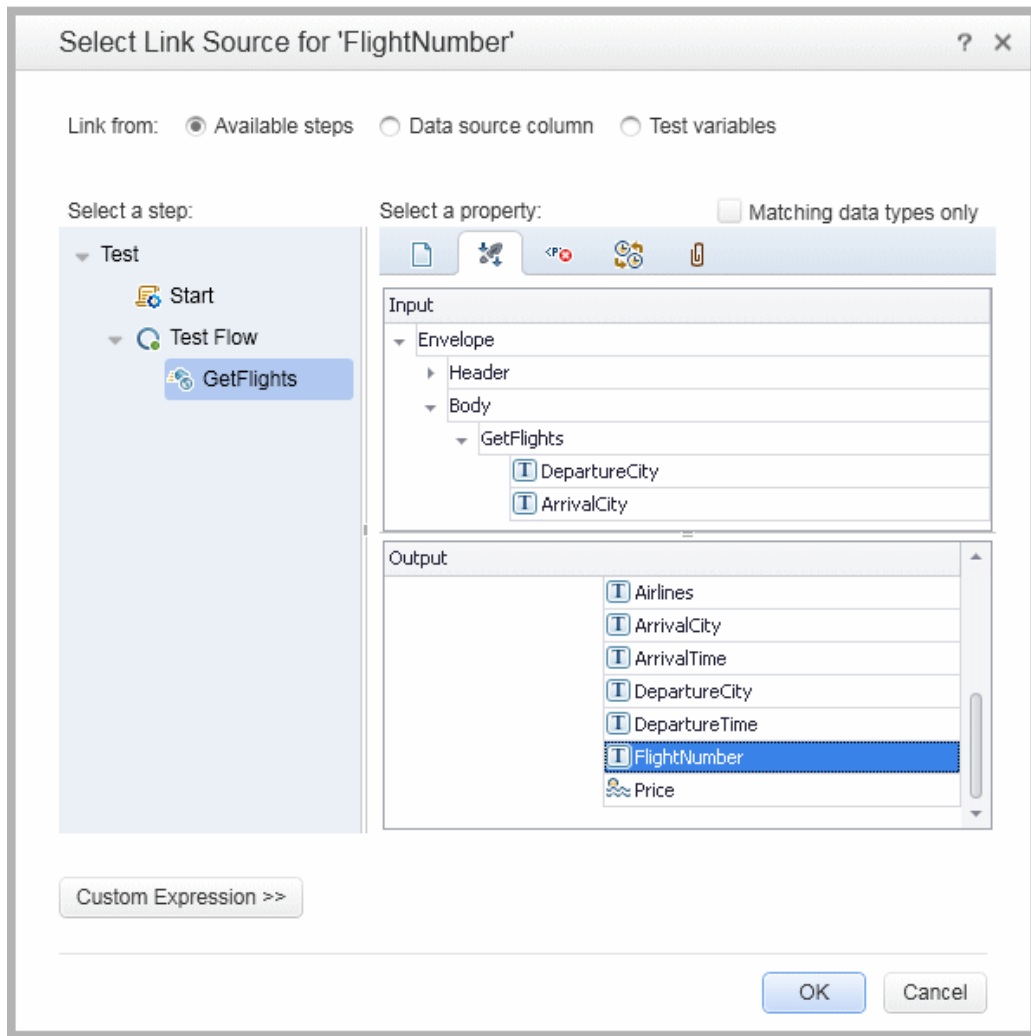 Select Link Source for 'FlightNumber'
Link from: Available steps Data source column Test variables
Select a step:
Test
Start
Test Flow
GetFlights
Select a property: Matching data types only
Input
Envelope
Header
Body
GetFlights
DepartureCity
ArrivalCity
Output
Airlines
ArrivalCity
ArrivalTime
DepartureCity
DepartureTime
FlightNumber
Price
Custom Expression >>
OK Cancel